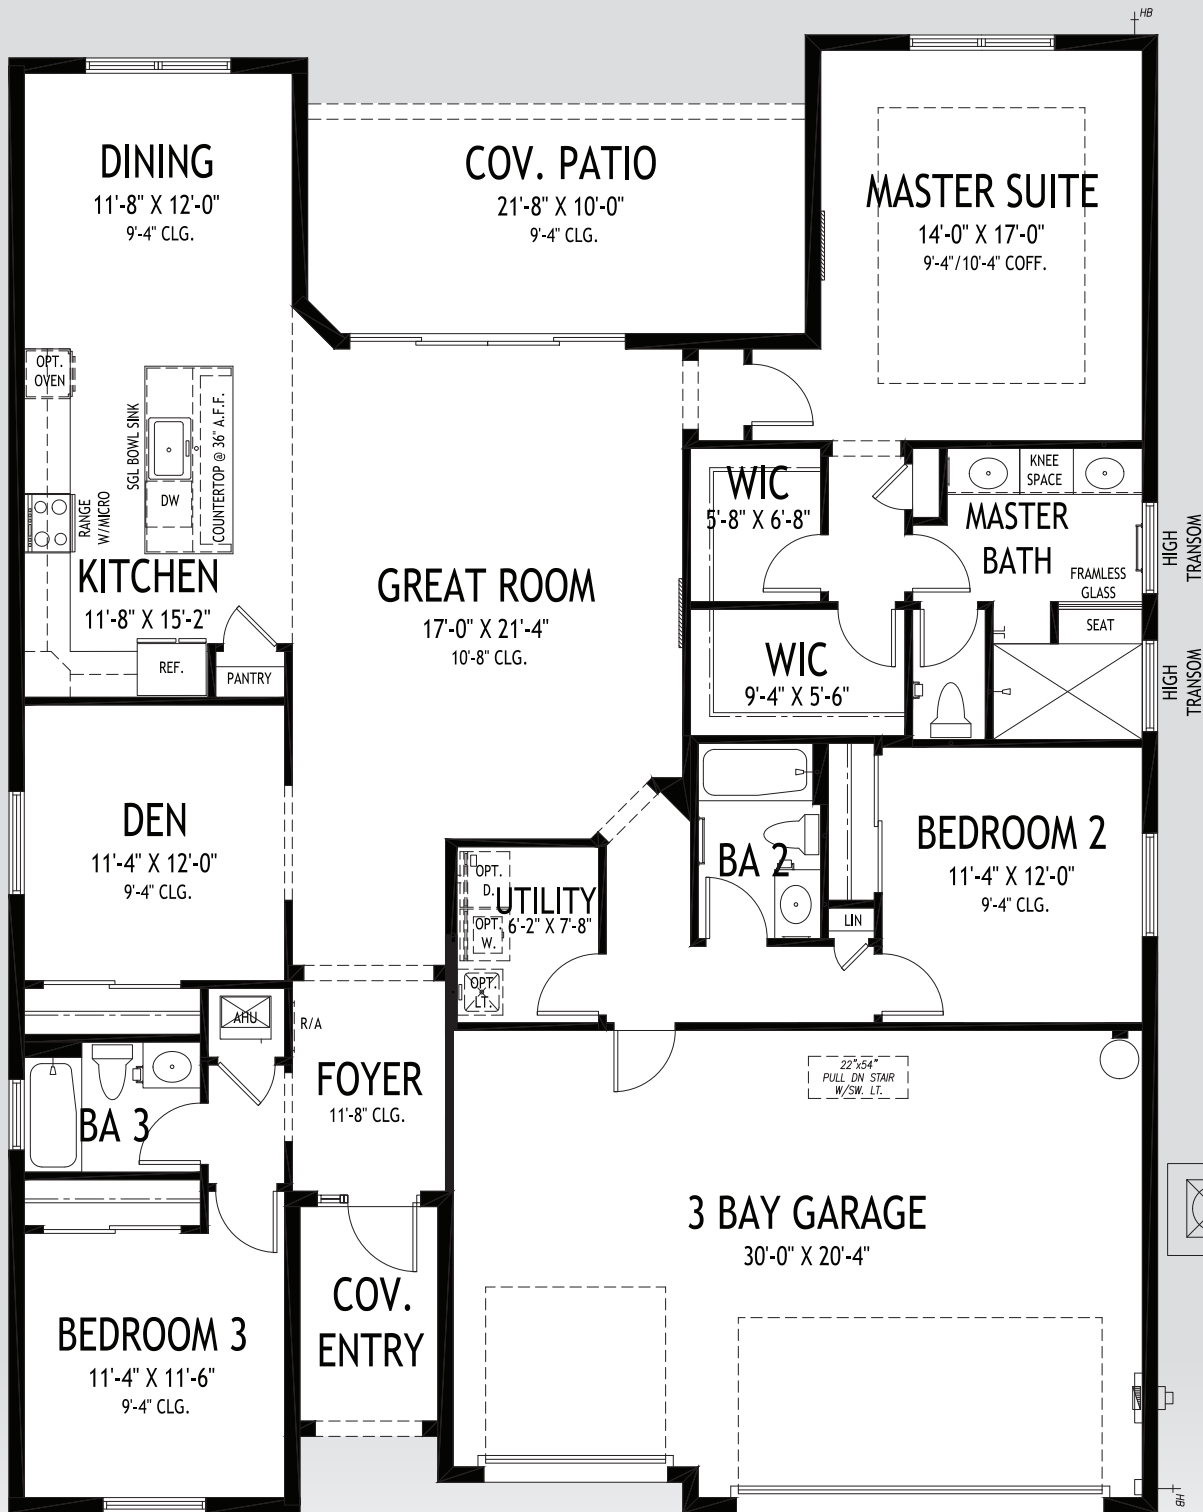 HB
DINING
11'-8" X 12'-0"
9'-4" CLG.
COV. PATIO
21'-8" X 10'-0"
9'-4" CLG.
MASTER SUITE
14'-0" X 17'-0"
9'-4"/10'-4" COFF.
OPT.
OVEN
SGL BOWL SINK
COUNTERTOP @ 36" A.F.F.
DW
RANGE
W/MICRO
KITCHEN
11'-8" X 15'-2"
REF.
PANTRY
GREAT ROOM
17'-0" X 21'-4"
10'-8" CLG.
WIC
5'-8" X 6'-8"
WIC
9'-4" X 5'-6"
KNEE
SPACE
MASTER
BATH
FRAMLESS
GLASS
SEAT
HIGH
TRANSOM
HIGH
TRANSOM
DEN
11'-4" X 12'-0"
9'-4" CLG.
OPT.
D.
UTILITY
6'-2" X 7'-8"
OPT.
W.
OPT.
LT.
BA 2
LIN
BEDROOM 2
11'-4" X 12'-0"
9'-4" CLG.
AHU
R/A
FOYER
11'-8" CLG.
BA 3
22"x54"
PULL DN STAIR
W/SW. LT.
3 BAY GARAGE
30'-0" X 20'-4"
COV.
ENTRY
BEDROOM 3
11'-4" X 11'-6"
9'-4" CLG.
HB